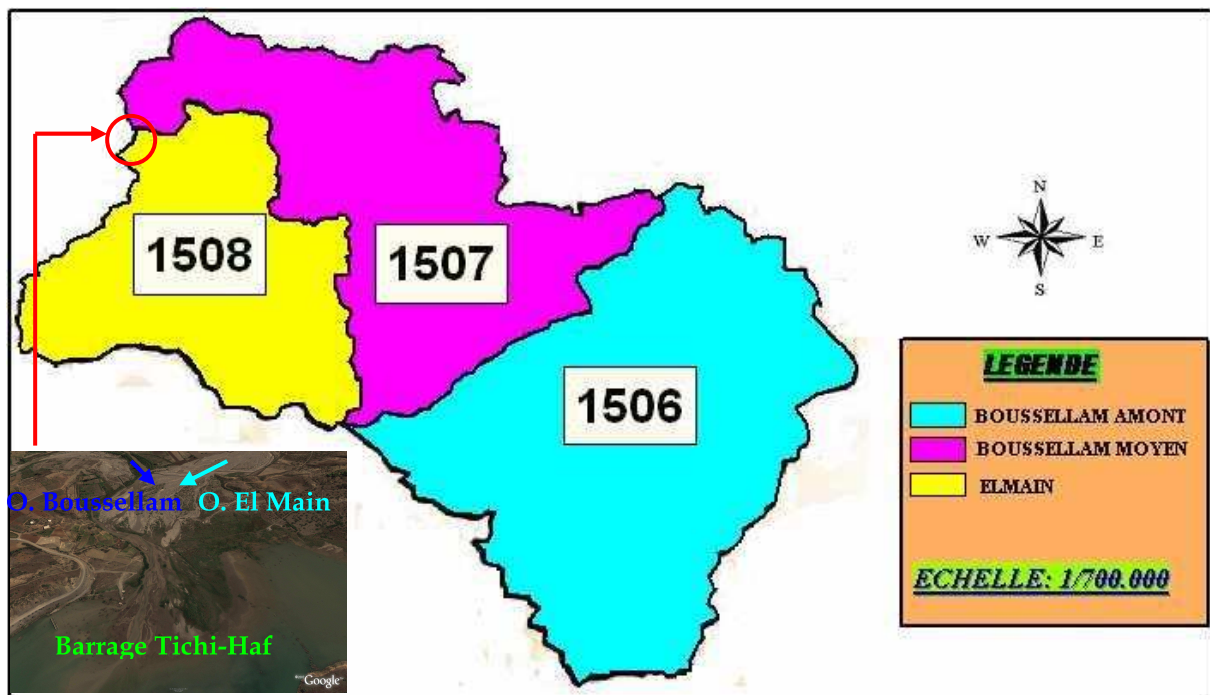 1508
1507
1506
N
W E
S
LEGENDE
BOUSSELLAM AMONT
BOUSSELLAM MOYEN
ELMAIN
ECHELLE: 1/700.000
O. Boussellam O. El Main
Barrage Tichi-Haf
Google